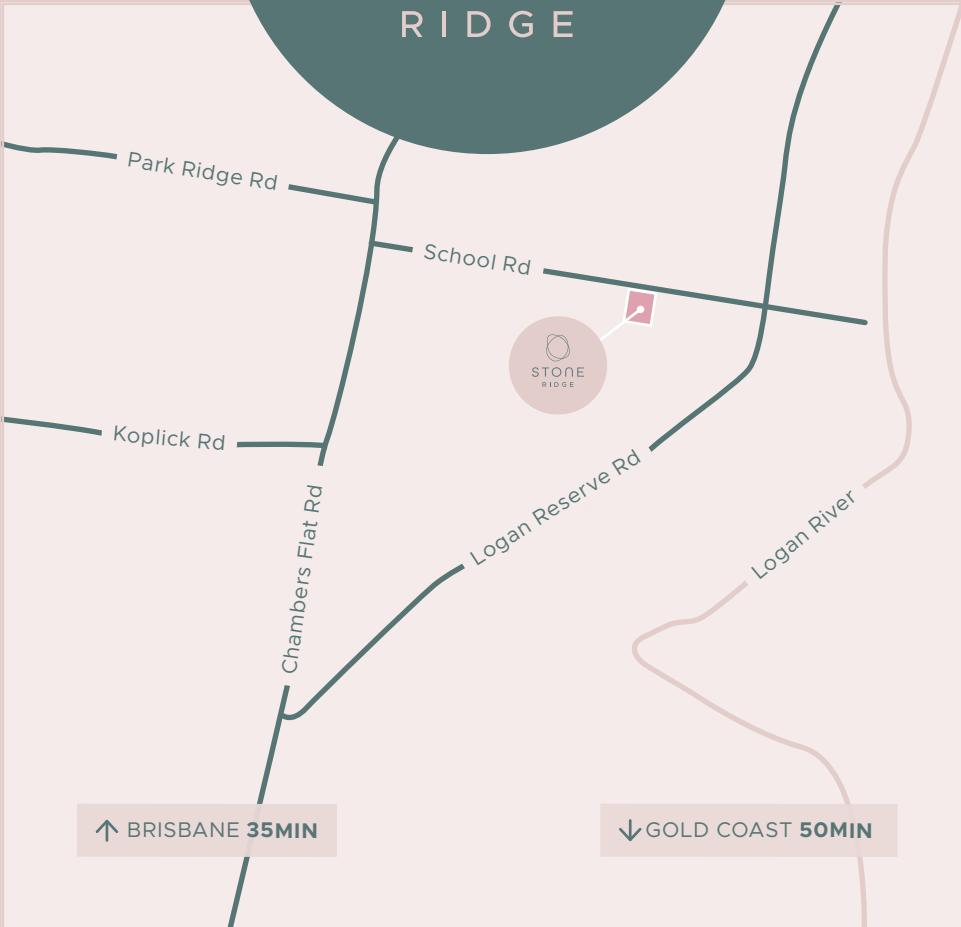 RIDGE
Park Ridge Rd
School Rd
STONE
RIDGE
Koplick Rd
Logan Reserve Rd
Chambers Flat Rd
Logan River
BRISBANE 35MIN
GOLD COAST 50MIN